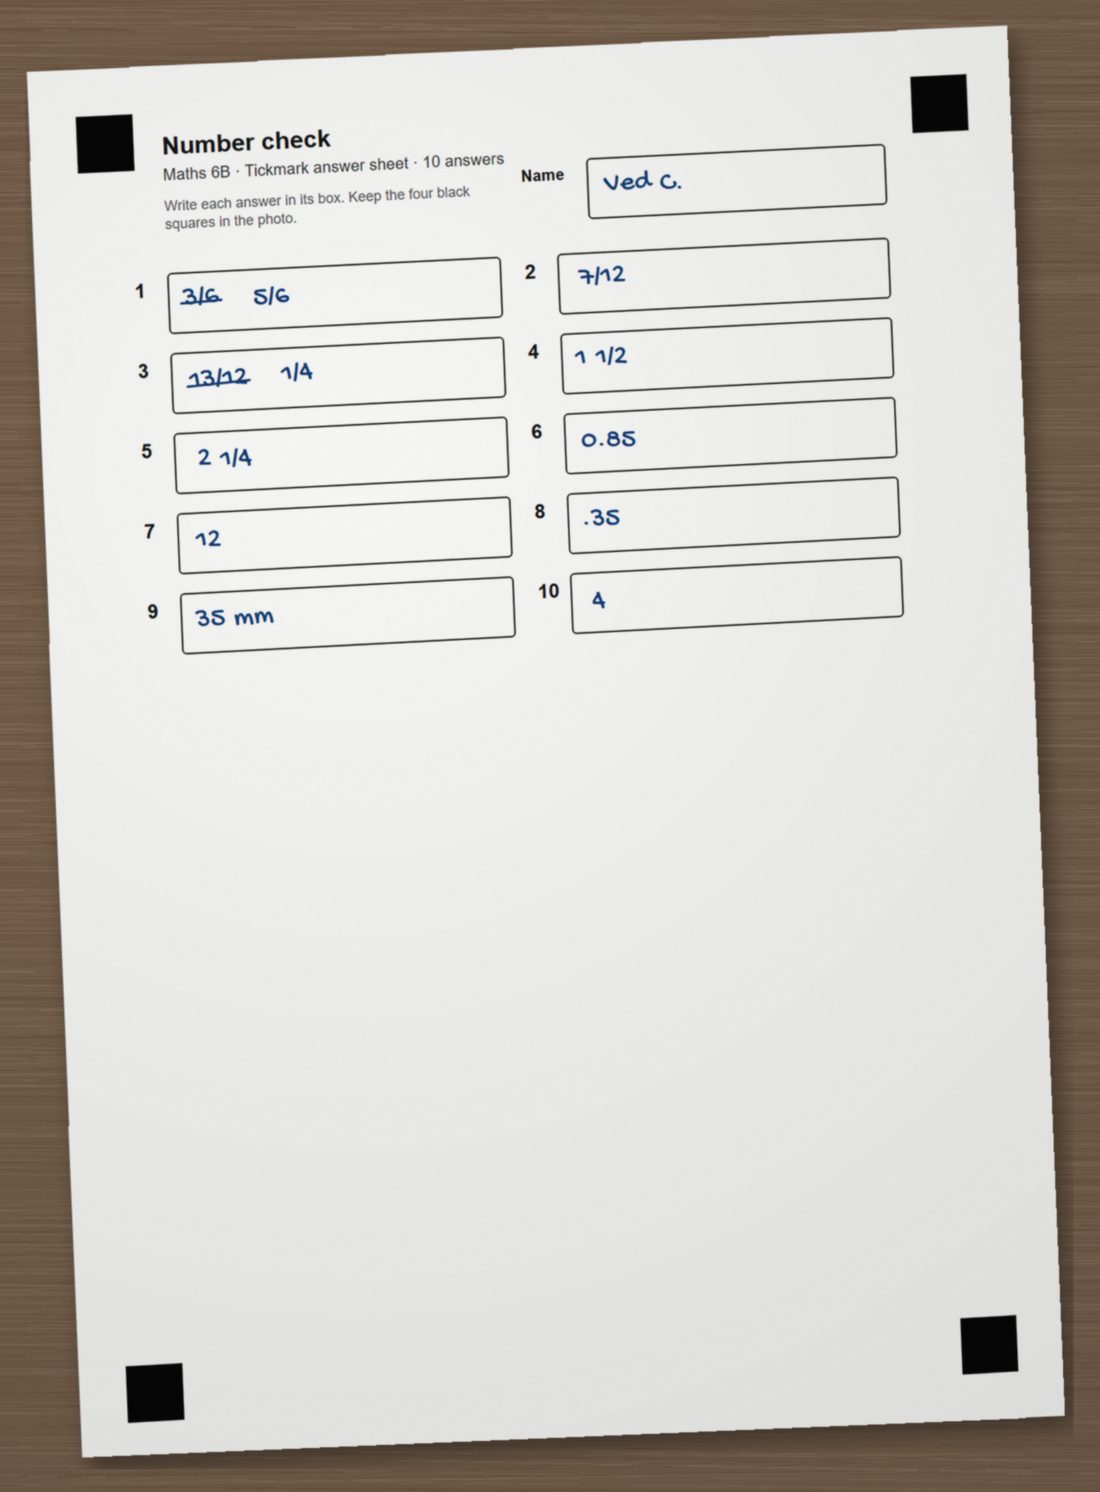 Number check
Maths 6B · Tickmark answer sheet · 10 answers
Write each answer in its box. Keep the four black
squares in the photo.
Name Ved C.
1 3/6 5/6
2 7/12
3 13/12 1/4
4 1 1/2
5 2 1/4
6 0.85
7 12
8 .35
9 35 mm
10 4